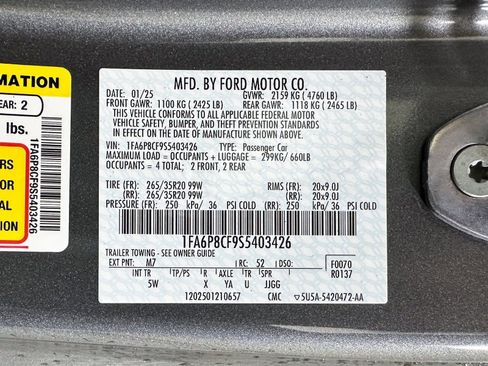 MFD. BY FORD MOTOR CO.
DATE: 01/25 GVWR: 2159 KG ( 4760 LB)
FRONT GAWR: 1100 KG ( 2425 LB) REAR GAWR: 1118 KG ( 2465 LB)
THIS VEHICLE CONFORMS TO ALL APPLICABLE FEDERAL MOTOR
VEHICLE SAFETY, BUMPER, AND THEFT PREVENTION STANDARDS
IN EFFECT ON THE DATE OF MANUFACTURE SHOWN ABOVE.
VIN: 1FA6P8CF9S5403426 TYPE: Passenger Car
MAXIMUM LOAD= OCCUPANTS + LUGGAGE = 299KG/ 660LB
OCCUPANTS = 4 TOTAL; 2 FRONT, 2 REAR
TIRE (FR): 265/35R20 99W RIMS (FR): 20x9.0J
(RR): 265/35R20 99W (RR): 20x9.0J
PRESSURE (FR): 250 kPa/ 36 PSI COLD (RR): 250 kPa/ 36 PSI COLD
1FA6P8CF9S5403426
TRAILER TOWING - SEE OWNER GUIDE
EXT PNT: M7 RC: 52 DSO: F0070
R0137
INT TR TP/PS R AXLE TR SPR
5W X YA U JJGG
1202501210657 CMC 5U5A-5420472-AA
MATION
EAR: 2
lbs.
1FA6P8CF9S5403426
ERS
OR